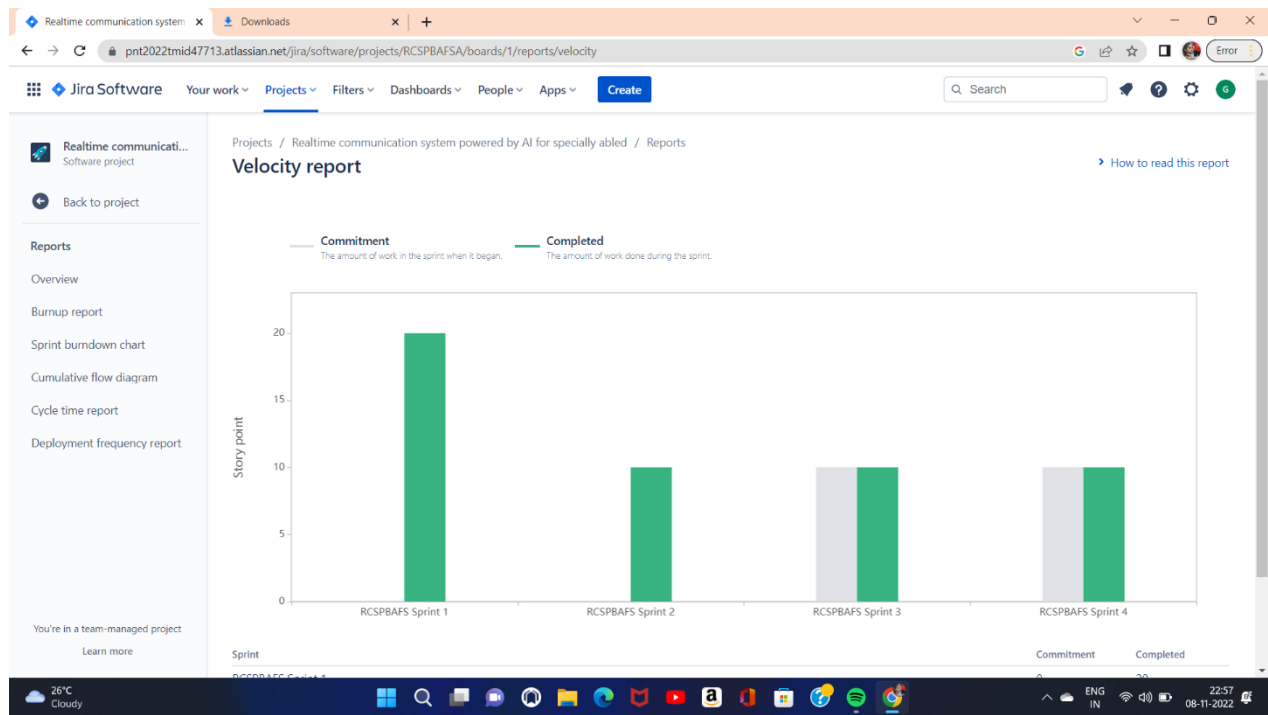 Realtime communication system
Downloads
pnt2022tmid47713.atlassian.net/jira/software/projects/RCSPBAFSA/boards/1/reports/velocity
Error
Jira Software Your work Projects Filters Dashboards People Apps Create Search G
Realtime communicati...
Software project
Back to project
Reports
Overview
Burnup report
Sprint burndown chart
Cumulative flow diagram
Cycle time report
Deployment frequency report
You're in a team-managed project
Learn more
Projects / Realtime communication system powered by AI for specially abled / Reports
Velocity report
How to read this report
Commitment
The amount of work in the sprint when it began.
Completed
The amount of work done during the sprint.
Story point
20
15
10
5
0
RCSPBAFS Sprint 1 RCSPBAFS Sprint 2 RCSPBAFS Sprint 3 RCSPBAFS Sprint 4
Sprint Commitment Completed
RCSPBAFS Sprint 1 0 20
26°C
Cloudy
ENG
IN
22:57
08-11-2022